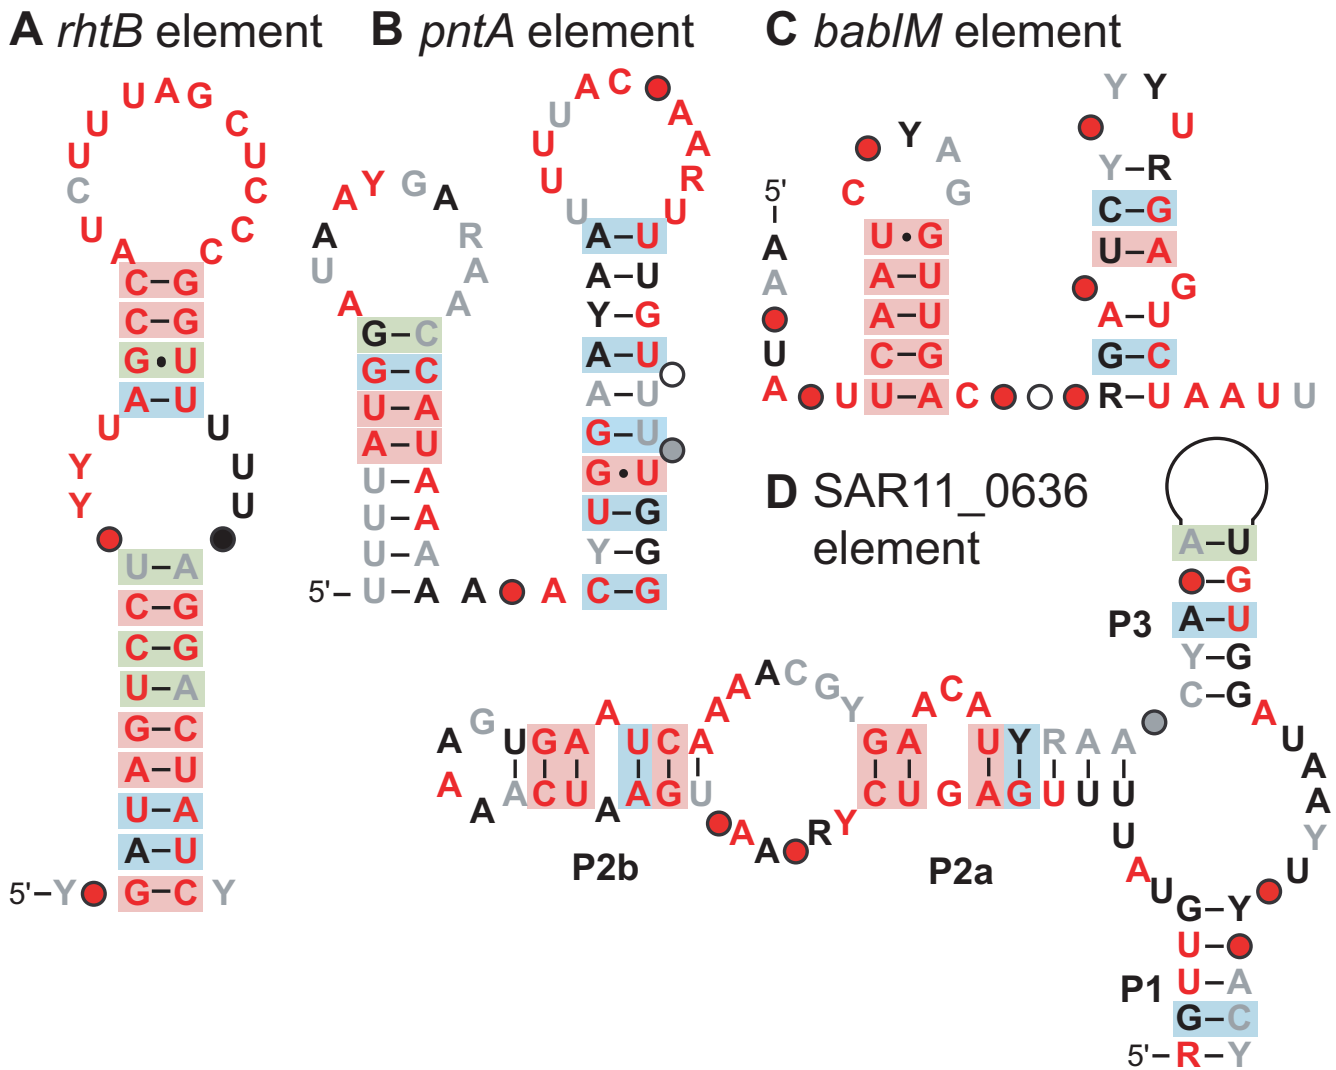 A rhtB element
U A G
U C
U U
C C
U C
A C
C–G
C–G
G•U
A–U
U U
Y U
Y U
U–A
C–G
C–G
U–A
G–C
A–U
U–A
A–U
5'–Y G–C Y
B pntA element
A Y G A
A R
U A
A A
G–C
G–C
U–A
A–U
U–A
U–A
U–A
A C
U A
U A
U R
U U
A–U
A–U
Y–G
A–U
A–U
G–U
G•U
U–G
Y–G
5'–U–A A A C–G
C bablM element
Y A
C G
U•G
A–U
A–U
C–G
5'
A
A
U
Y Y
U
Y–R
C–G
U–A
G
A–U
G–C
A U U–A C R–U A A U U
D SAR11_0636
element
A–U
G
P3 A–U
Y–G
C–G
A U A A Y U
A A A C G Y A C A
A G U G A A U C A G A U Y R A A
A A A C U A A G U C U G A G U U U
A A R Y
P2b
P2a
U A U
G–Y
U
P1 U–A
G–C
5'–R–Y